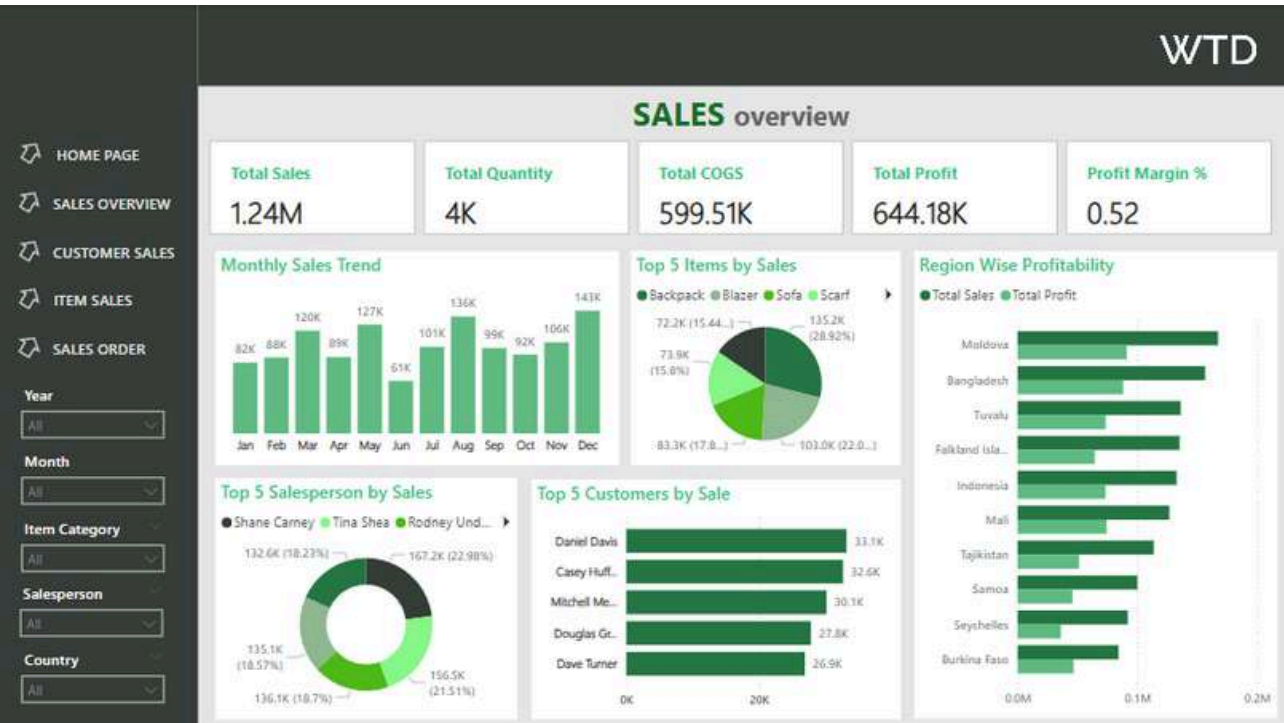 WTD
SALES overview
HOME PAGE
SALES OVERVIEW
CUSTOMER SALES
ITEM SALES
SALES ORDER
Year
All
Month
All
Item Category
All
Salesperson
All
Country
All
Total Sales
1.24M
Total Quantity
4K
Total COGS
599.51K
Total Profit
644.18K
Profit Margin %
0.52
Monthly Sales Trend
82K 88K 120K 89K 127K 61K 101K 136K 99K 92K 106K 143K
Jan Feb Mar Apr May Jun Jul Aug Sep Oct Nov Dec
Top 5 Items by Sales
Backpack Blazer Sofa Scarf
72.2K (15.44...)
135.2K
(28.92%)
73.9K
(15.8%)
83.3K (17.8...)
103.0K (22.0...)
Region Wise Profitability
Total Sales Total Profit
Moldova
Bangladesh
Tuvalu
Falkland Isla...
Indonesia
Mali
Tajikistan
Samoa
Seychelles
Burkina Faso
0.0M 0.1M 0.2M
Top 5 Salesperson by Sales
Shane Carney Tina Shea Rodney Und...
132.6K (18.23%)
167.2K (22.98%)
135.1K
(18.57%)
156.5K
(21.51%)
136.1K (18.7%)
Top 5 Customers by Sale
Daniel Davis 33.1K
Casey Huff... 32.6K
Mitchell Me... 30.1K
Douglas Gr... 27.8K
Dave Turner 26.9K
0K 20K